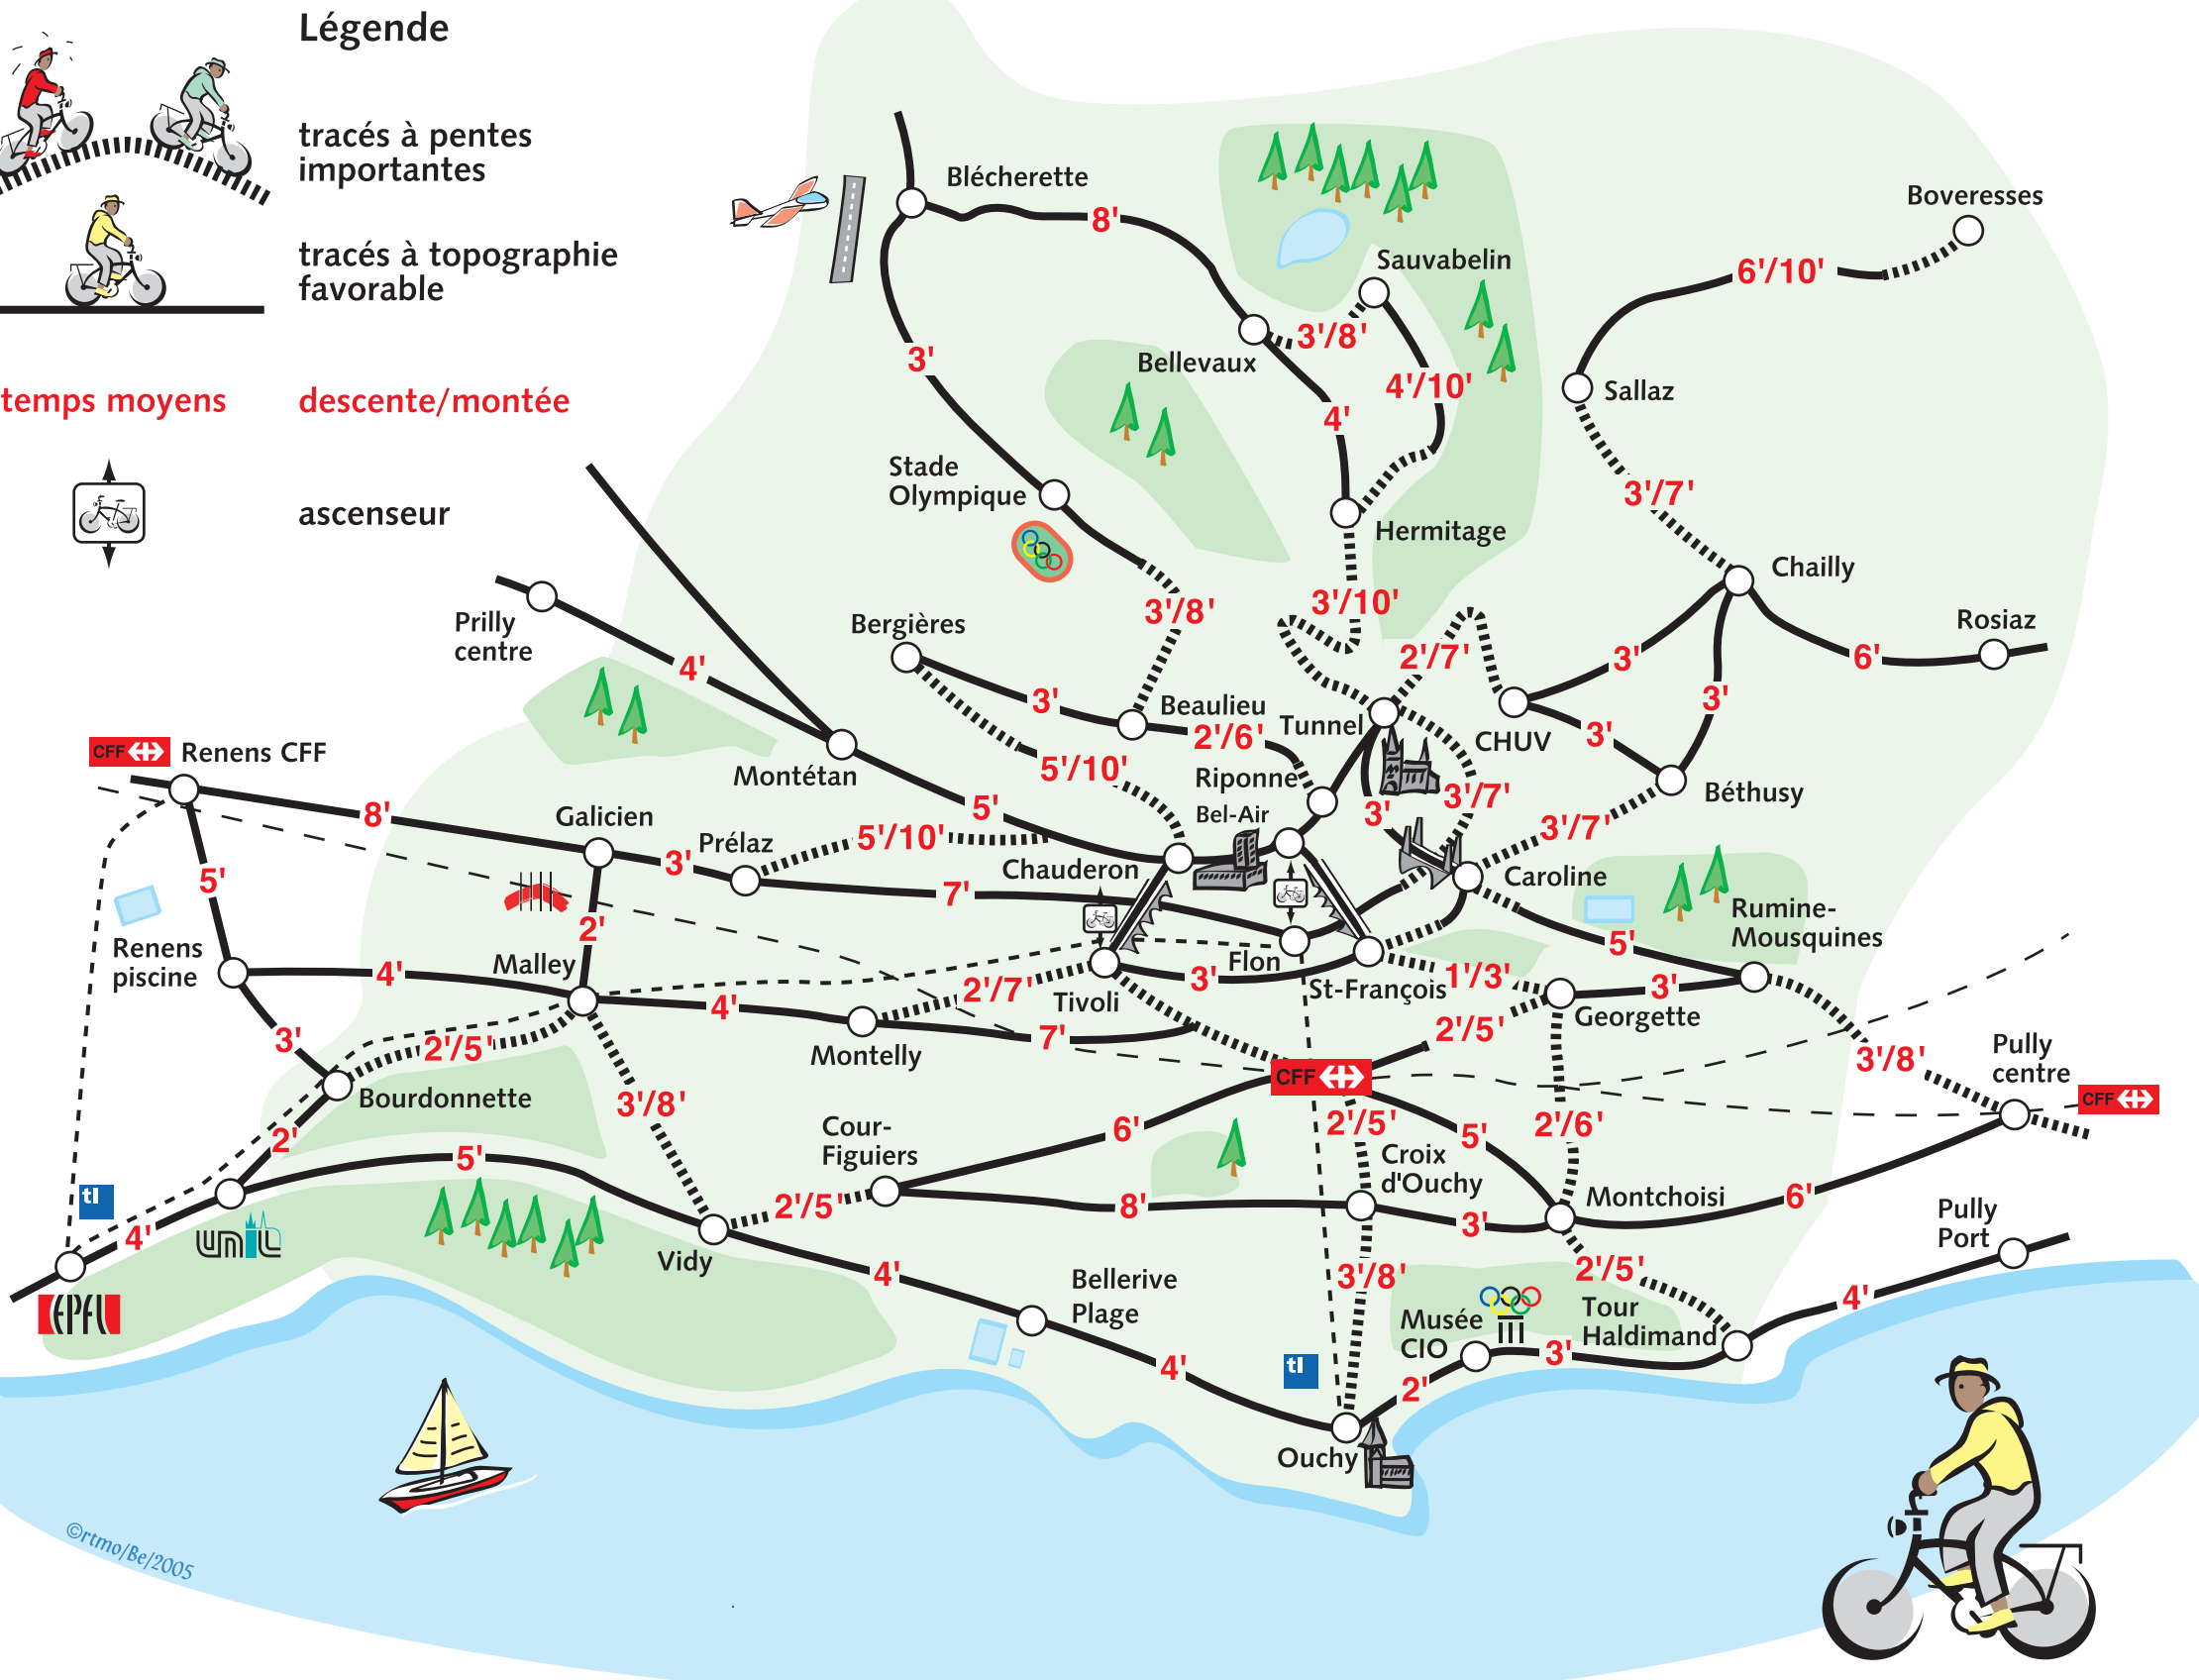 Légende
tracés à pentes
importantes
tracés à topographie
favorable
temps moyens
descente/montée
ascenseur
Blécherette
8'
Boveresses
Sauvabelin
6'/10'
3'/8'
3'
Bellevaux
4'/10'
Sallaz
4'
Stade
Olympique
3'/7'
Hermitage
Chailly
3'/8'
3'/10'
Prilly
centre
Bergières
Rosiaz
4'
2'/7'
3'
6'
3'
3'
Beaulieu
2'/6'
Tunnel
CHUV
3'
CFF
Renens CFF
Montétan
5'/10'
Riponne
3'/7'
Béthusy
8'
Galicien
5'
Bel-Air
3'
3'/7'
Prélaz
5'/10'
3'
Chauderon
Caroline
5'
7'
Rumine-
Mousquines
2'
5'
Renens
piscine
Malley
4'
Flon
1'/3'
3'
2'/7'
3'
St-François
Tivoli
4'
Georgette
2'/5'
3'
2'/5'
7'
Montelly
Pully
centre
3'/8'
CFF
CFF
Bourdonnette
3'/8'
2'/5'
2'/6'
Cour-
Figuiers
6'
5'
2'
5'
Croix
d'Ouchy
tl
2'/5'
8'
3'
Montchoisi
6'
4'
UNIL
Vidy
Pully
Port
4'
3'/8'
2'/5'
Bellerive
Plage
EPFL
Musée
CIO
Tour
Haldimand
4'
tl
4'
3'
2'
Ouchy
©rtmo/Be/2005